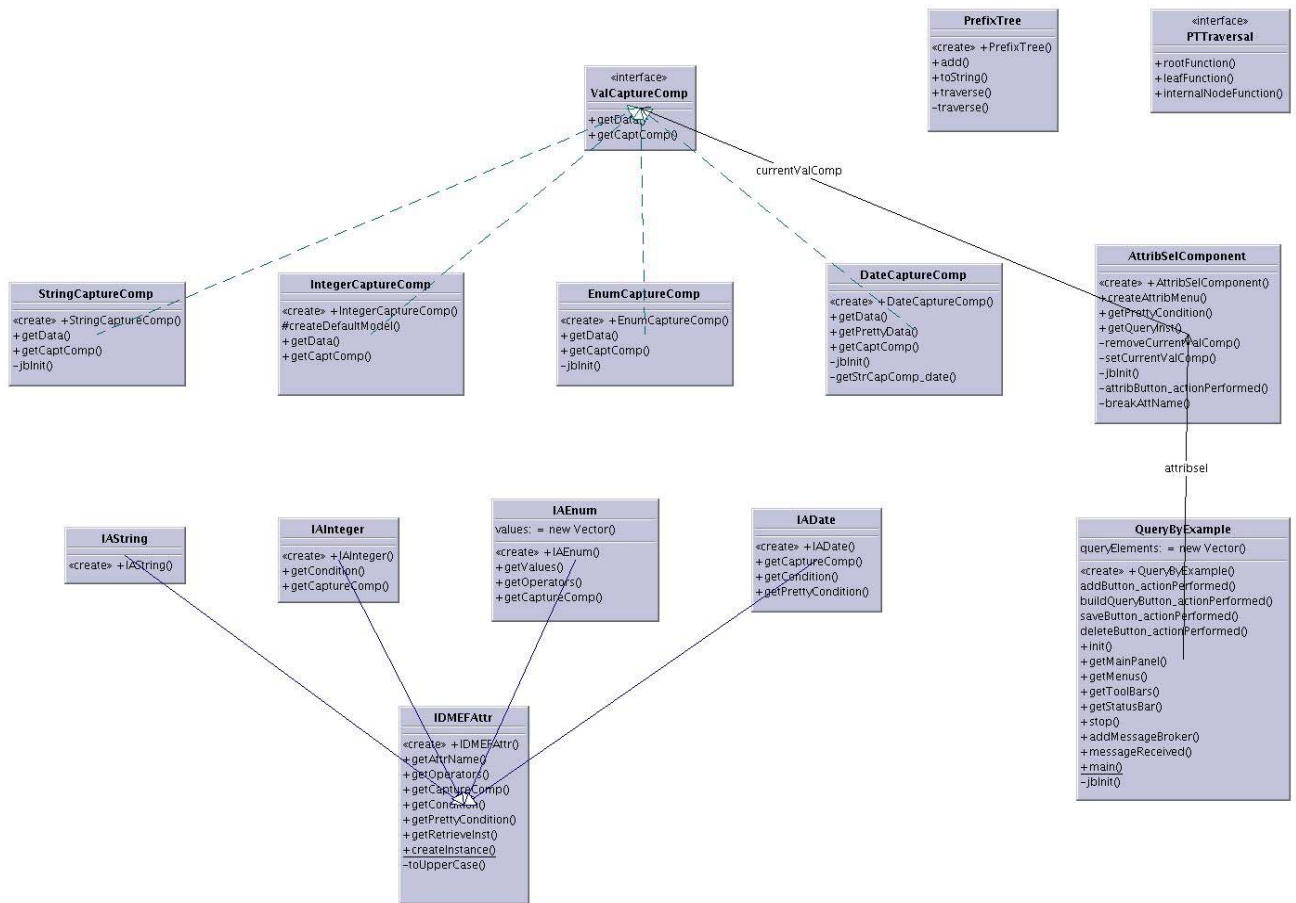 PrefixTree
«create» +PrefixTree()
+add()
+toString()
+traverse()
-traverse()
«interface»
PTTraversal
+rootFunction()
+leafFunction()
+internalNodeFunction()
«interface»
ValCaptureComp
+getData()
+getCaptComp()
currentValComp
StringCaptureComp
«create» +StringCaptureComp()
+getData()
+getCaptComp()
-jbInit()
IntegerCaptureComp
«create» +IntegerCaptureComp()
#createDefaultModel()
+getData()
+getCaptComp()
EnumCaptureComp
«create» +EnumCaptureComp()
+getData()
+getCaptComp()
-jbInit()
DateCaptureComp
«create» +DateCaptureComp()
+getData()
+getPrettyData()
+getCaptComp()
-jbInit()
-getStrCapComp_date()
AttribSelComponent
«create» +AttribSelComponent()
+createAttribMenu()
+getPrettyCondition()
+getQueryInst()
-removeCurrentValComp()
-setCurrentValComp()
-jbInit()
-attribButton_actionPerformed()
-breakAttName()
attribsel
IAString
«create» +IAString()
IAInteger
«create» +IAInteger()
+getCondition()
+getCaptureComp()
IAEnum
values: = new Vector()
«create» +IAEnum()
+getValues()
+getOperators()
+getCaptureComp()
IADate
«create» +IADate()
+getCaptureComp()
+getCondition()
+getPrettyCondition()
QueryByExample
queryElements: = new Vector()
«create» +QueryByExample()
addButton_actionPerformed()
buildQueryButton_actionPerformed()
saveButton_actionPerformed()
deleteButton_actionPerformed()
+init()
+getMainPanel()
+getMenus()
+getToolBars()
+getStatusBar()
+stop()
+addMessageBroker()
+messageReceived()
+main()
-jbInit()
IDMEFAttr
«create» +IDMEFAttr()
+getAttrName()
+getOperators()
+getCaptureComp()
+getCondition()
+getPrettyCondition()
+getRetrieveInst()
+createInstance()
-toUpperCase()